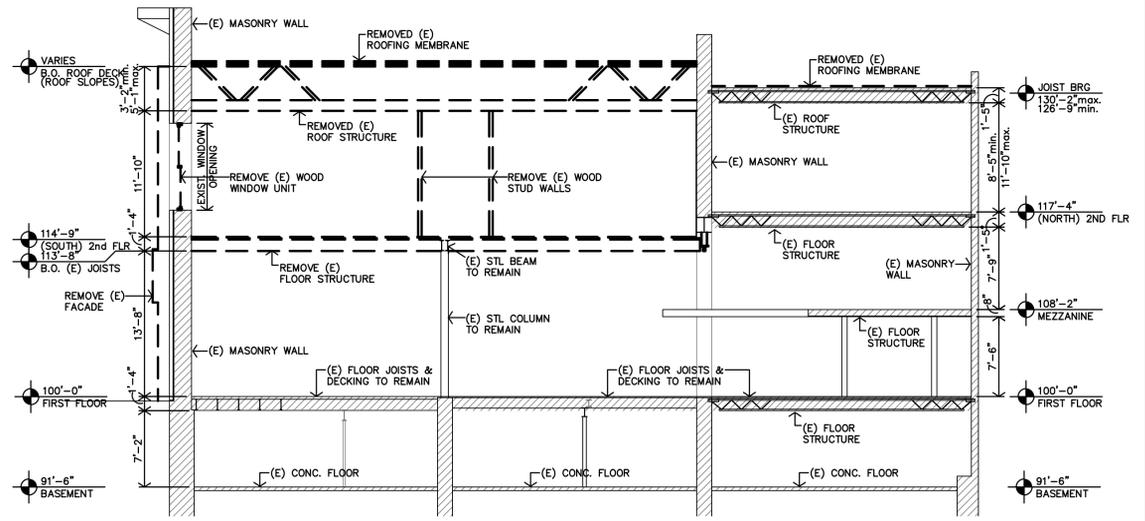 (E) MASONRY WALL
REMOVED (E)
ROOFING MEMBRANE
VARIES
B.O. ROOF DECK
(ROOF SLOPES)
3'-2"min.
5'-1"max.
REMOVED (E)
ROOFING MEMBRANE
JOIST BRG
130'-2"max.
126'-9"min.
1'-5"
(E) ROOF
STRUCTURE
REMOVED (E)
ROOF STRUCTURE
EXIST. WINDOW
OPENING
11'-10"
(E) MASONRY WALL
8'-5"min.
11'-10"max.
REMOVE (E) WOOD
WINDOW UNIT
REMOVE (E) WOOD
STUD WALLS
1'-4"
117'-4"
(NORTH) 2ND FLR
114'-9"
(SOUTH) 2nd FLR
113'-8"
B.O. (E) JOISTS
1'-5"
(E) FLOOR
STRUCTURE
(E) STL BEAM
TO REMAIN
REMOVE (E)
FLOOR STRUCTURE
(E) MASONRY
WALL
7'-9"
REMOVE (E)
FACADE
8"
108'-2"
MEZZANINE
13'-8"
(E) STL COLUMN
TO REMAIN
(E) FLOOR
STRUCTURE
(E) MASONRY WALL
7'-6"
(E) FLOOR JOISTS &
DECKING TO REMAIN
(E) FLOOR JOISTS &
DECKING TO REMAIN
1'-4"
100'-0"
FIRST FLOOR
100'-0"
FIRST FLOOR
(E) FLOOR
STRUCTURE
7'-2"
(E) CONC. FLOOR
(E) CONC. FLOOR
(E) CONC. FLOOR
91'-6"
BASEMENT
91'-6"
BASEMENT